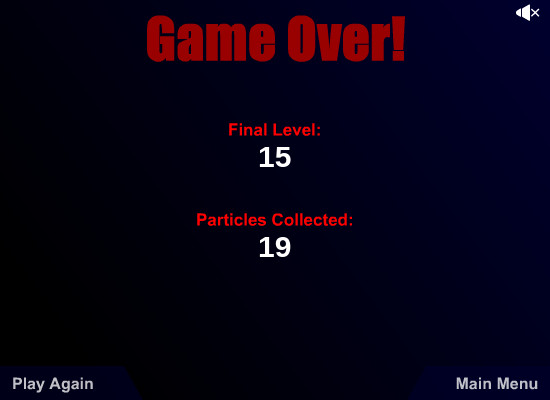 Game Over!
Final Level:
15
Particles Collected:
19
Play Again
Main Menu